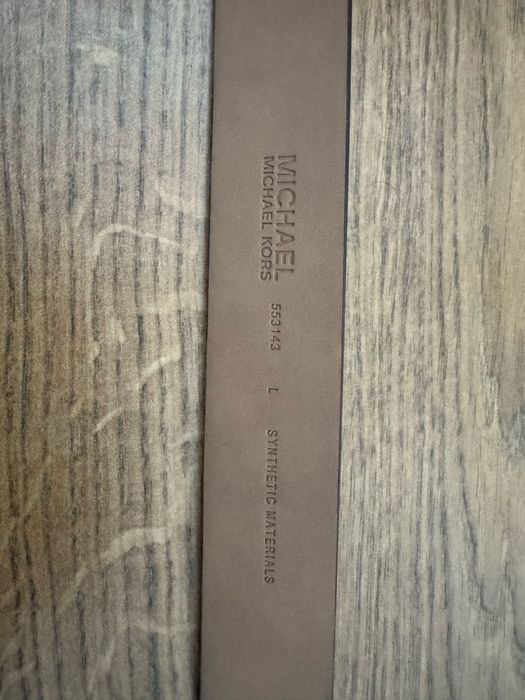 MICHAEL
MICHAEL KORS 553143 L SYNTHETIC MATERIALS